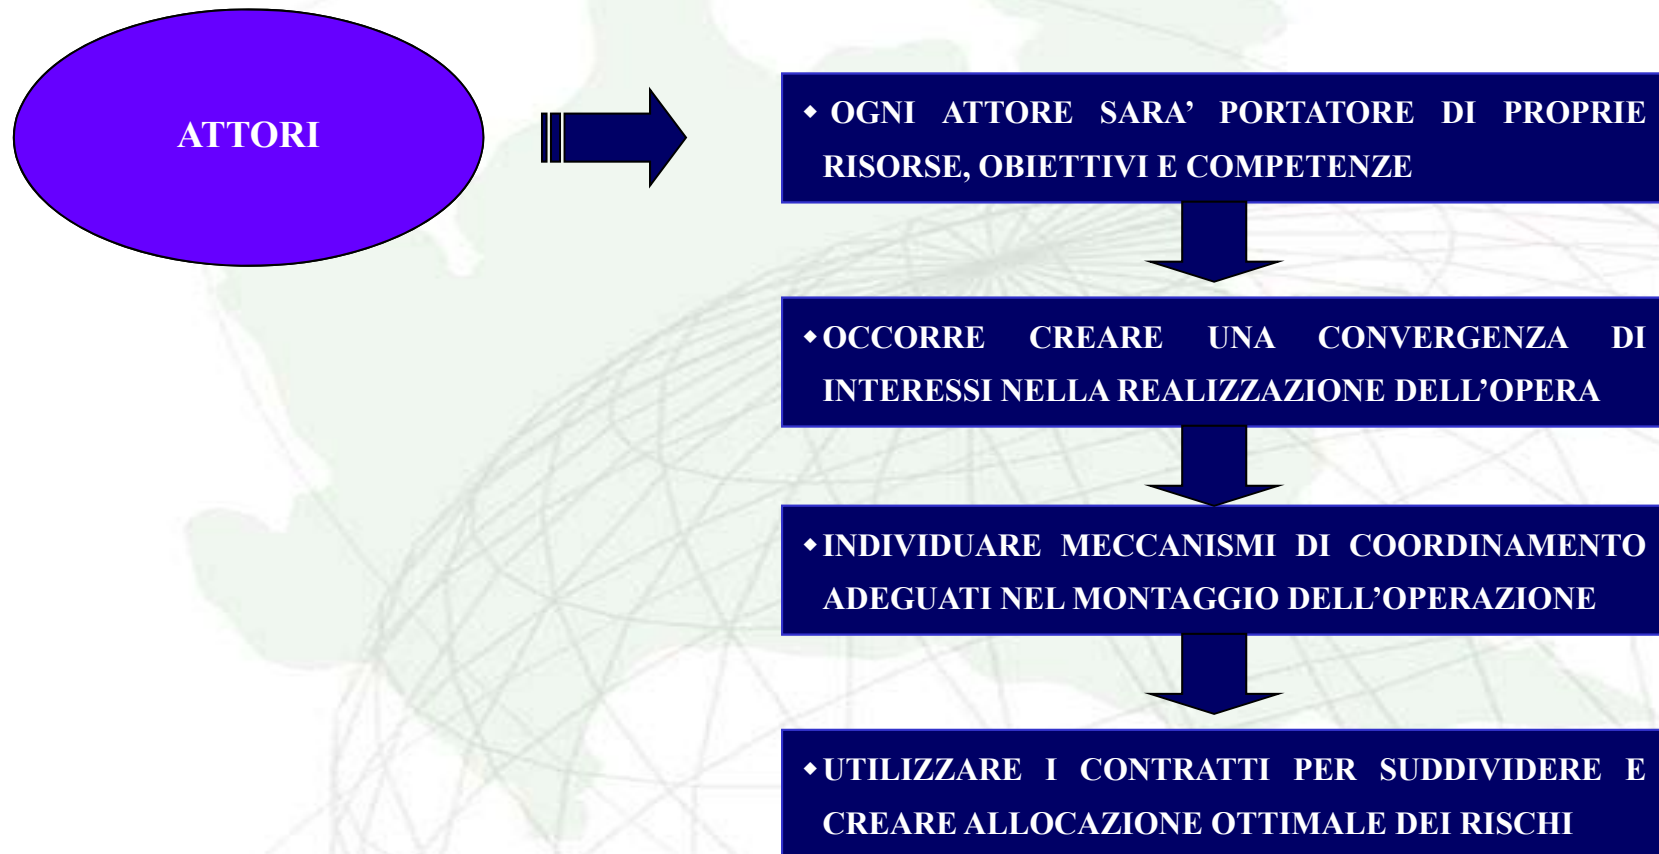 ATTORI
◆ OGNI ATTORE SARA’ PORTATORE DI PROPRIE
RISORSE, OBIETTIVI E COMPETENZE
◆ OCCORRE CREARE UNA CONVERGENZA DI
INTERESSI NELLA REALIZZAZIONE DELL’OPERA
◆ INDIVIDUARE MECCANISMI DI COORDINAMENTO
ADEGUATI NEL MONTAGGIO DELL’OPERAZIONE
◆ UTILIZZARE I CONTRATTI PER SUDDIVIDERE E
CREARE ALLOCAZIONE OTTIMALE DEI RISCHI